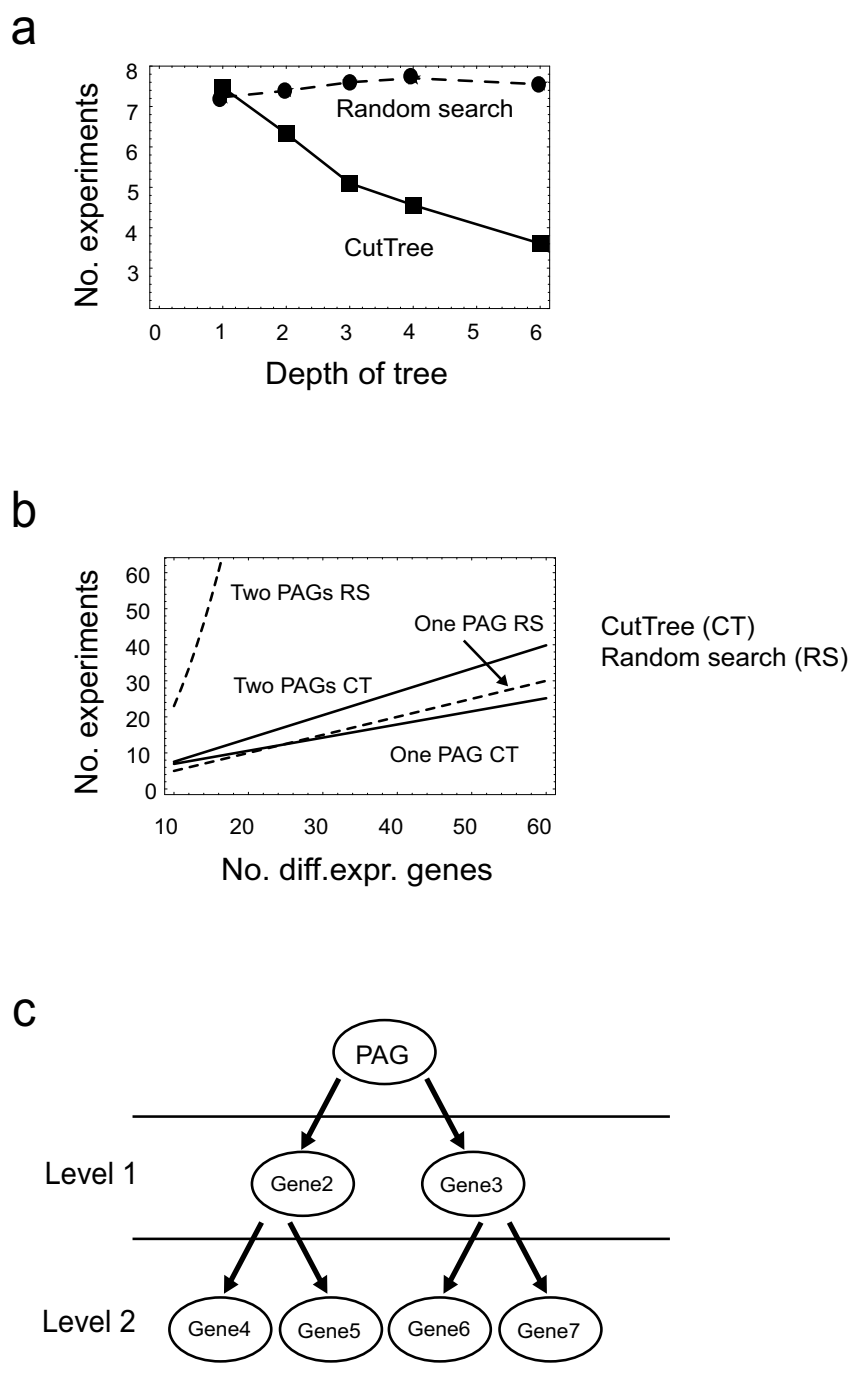 a
8
7
6
5
4
3
No. experiments
Random search
CutTree
0 1 2 3 4 5 6
Depth of tree
b
60
50
40
30
20
10
0
No. experiments
Two PAGs RS
One PAG RS
Two PAGs CT
One PAG CT
CutTree (CT)
Random search (RS)
10 20 30 40 50 60
No. diff.expr. genes
c
PAG
Level 1
Gene2 Gene3
Level 2
Gene4 Gene5 Gene6 Gene7